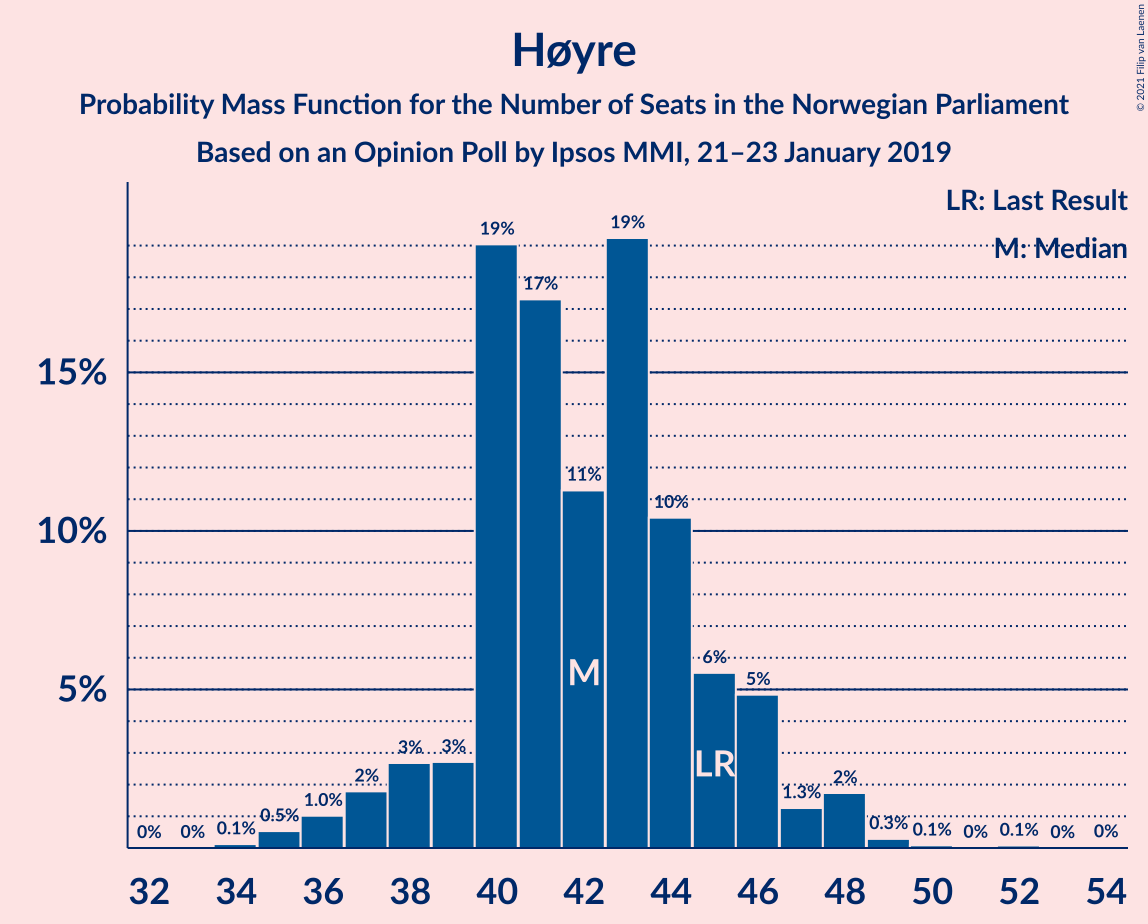 Høyre
Probability Mass Function for the Number of Seats in the Norwegian Parliament
Based on an Opinion Poll by Ipsos MMI, 21–23 January 2019
© 2021 Filip van Laenen
LR: Last Result
M: Median
15%
10%
5%
0%
0%
0.1%
0.5%
1.0%
2%
3%
3%
19%
17%
11%
19%
10%
6%
5%
1.3%
2%
0.3%
0.1%
0%
0.1%
0%
0%
M
LR
32 34 36 38 40 42 44 46 48 50 52 54